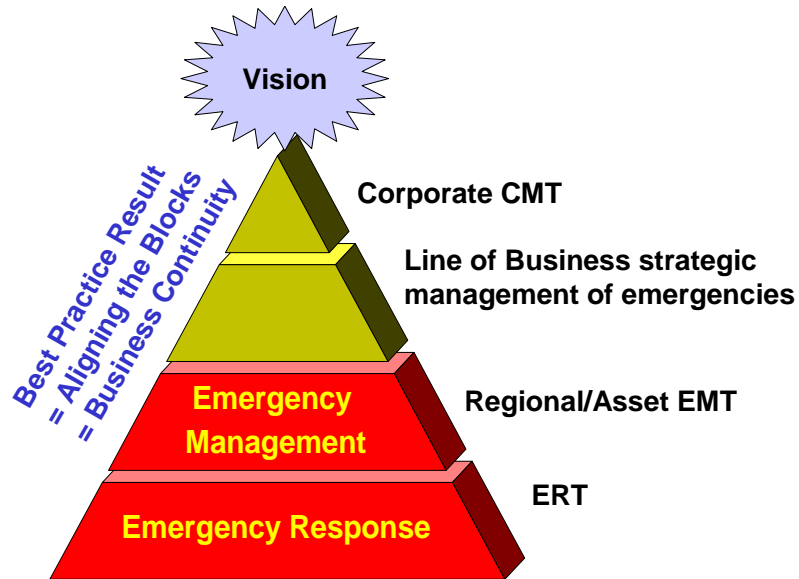 Vision
Corporate CMT
Line of Business strategic
management of emergencies
Best Practice Result
= Aligning the Blocks
= Business Continuity
Emergency
Management
Regional/Asset EMT
ERT
Emergency Response